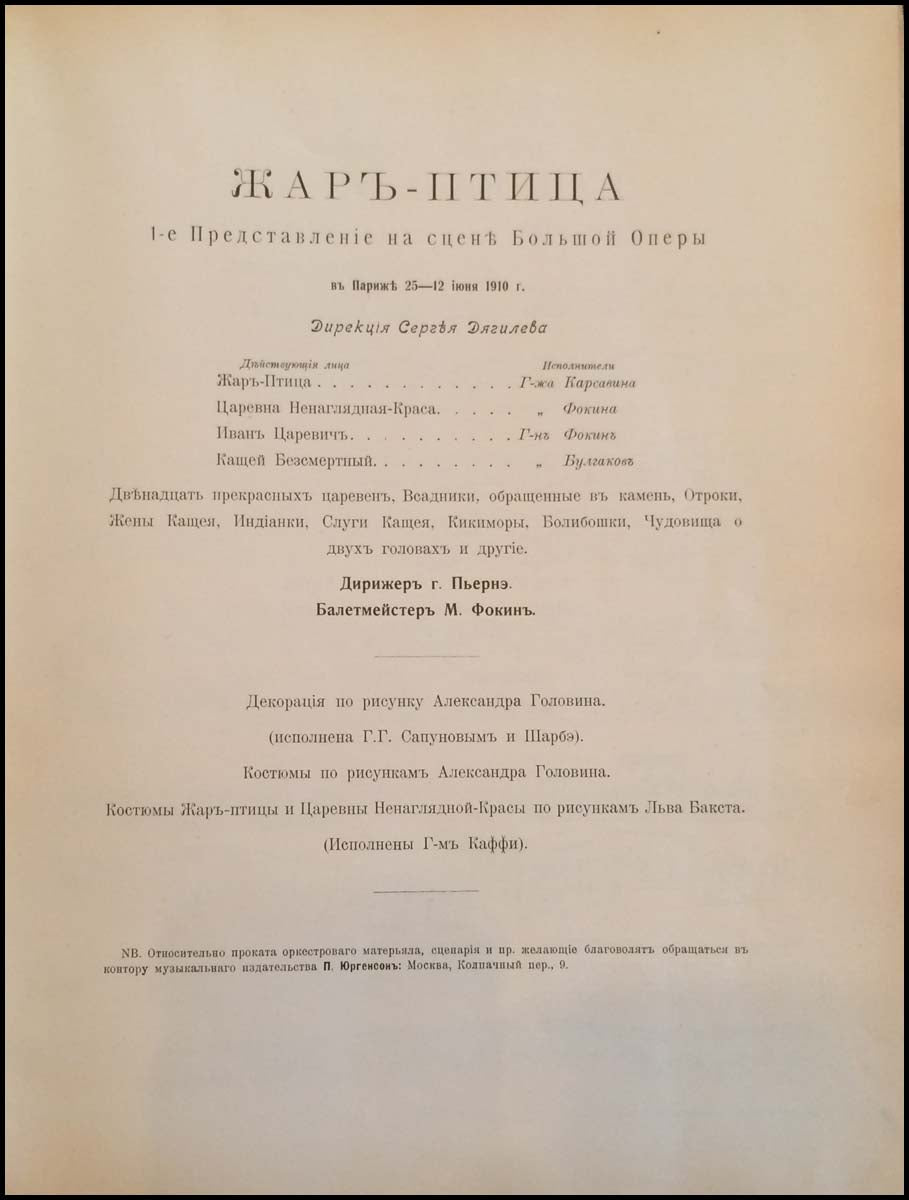 ЖАРЪ-ПТИЦА
1-е Представленіе на сценѣ Большой Оперы
въ Парижѣ 25—12 іюня 1910 г.
Дирекція Сергѣя Дягилева
Дѣйствующія лица Исполнители
Жаръ-Птица . . . . . . . . . . . . Г-жа Карсавина
Царевна Ненаглядная-Краса. . . . . „ Фокина
Иванъ Царевичъ. . . . . . . . . . Г-нъ Фокинъ
Кащей Безсмертный. . . . . . . . . „ Булгаковъ
Двѣнадцать прекрасныхъ царевенъ, Всадники, обращенные въ камень, Отроки,
Жены Кащея, Индіанки, Слуги Кащея, Кикиморы, Болибошки, Чудовища о
двухъ головахъ и другіе.
Дирижеръ г. Пьернэ.
Балетмейстеръ М. Фокинъ.
Декорація по рисунку Александра Головина.
(исполнена Г.Г. Сапуновымъ и Шарбэ).
Костюмы по рисункамъ Александра Головина.
Костюмы Жаръ-птицы и Царевны Ненаглядной-Красы по рисункамъ Льва Бакста.
(Исполнены Г-мъ Каффи).
NB. Относительно проката оркестроваго матерьяла, сценарія и пр. желающіе благоволятъ обращаться въ
контору музыкальнаго издательства П. Юргенсонъ: Москва, Колпачный пер., 9.